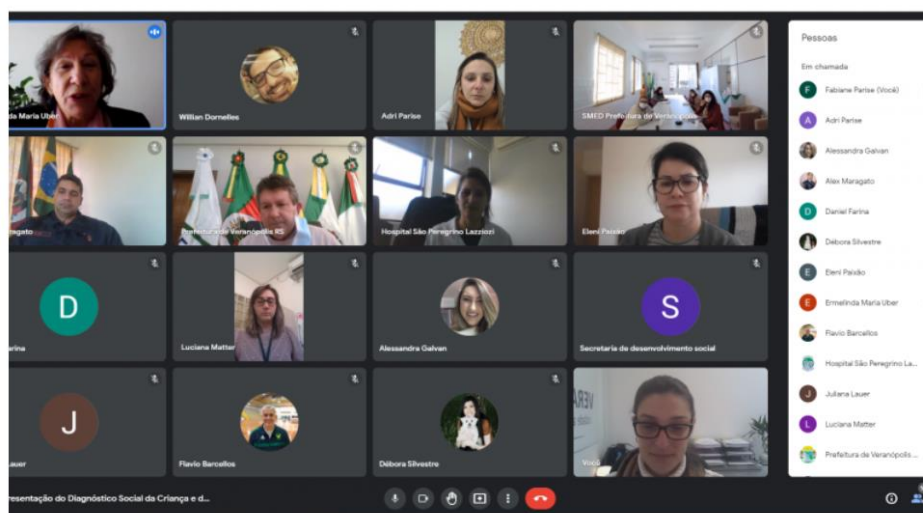 da Maria Uber
Willian Dornelles
Adri Parise
SMED Prefeitura de Veranópolis
ragato
Prefeitura de Veranópolis RS
Hospital São Peregrino Lazziozi
Eleni Paixão
D
arina
Luciana Matter
Alessandra Galvan
S
Secretaria de desenvolvimento social
J
auer
Flavio Barcellos
Débora Silvestre
VERA
Você
resentação do Diagnóstico Social da Criança e d...
Pessoas
Em chamada
F
Fabiane Parise (Você)
A
Adri Parise
Alessandra Galvan
Alex Maragato
D
Daniel Farina
Débora Silvestre
E
Eleni Paixão
E
Ermelinda Maria Uber
Flavio Barcellos
Hospital São Peregrino La...
J
Juliana Lauer
L
Luciana Matter
Prefeitura de Veranópolis ...